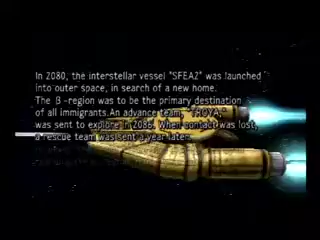 In 2080, the interstellar vessel "SFEA2" was launched
into outer space, in search of a new home.
The β-region was to be the primary destination
of all immigrants.An advance team, "TROYA,"
was sent to explore in 2086. When contact was lost,
a rescue team was sent a year later.